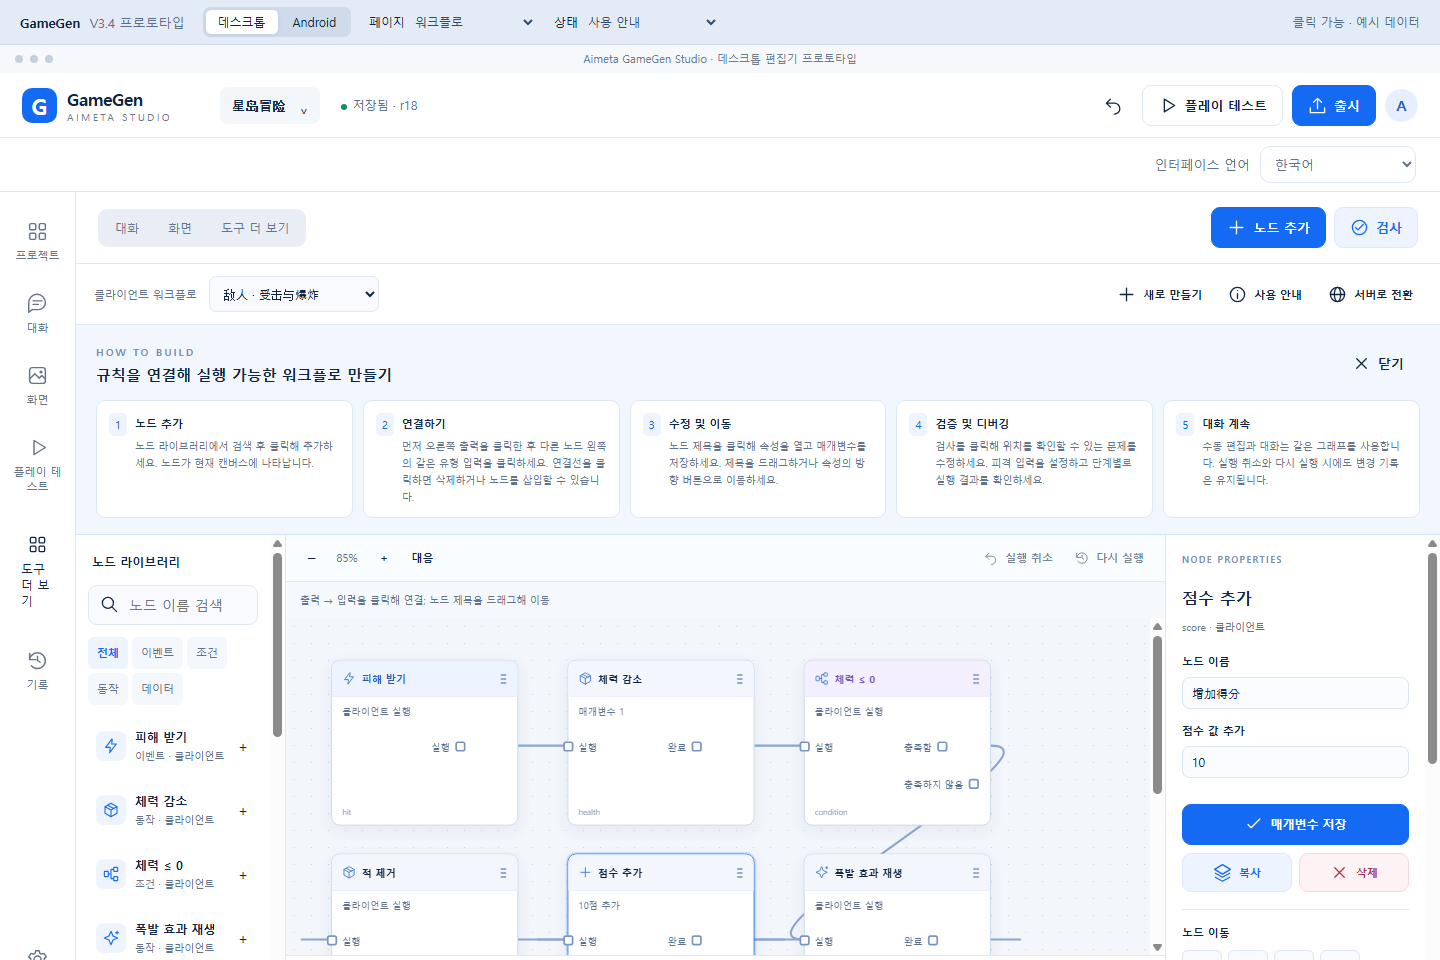 GameGen V3.4 프로토타입 데스크톱 Android 페이지 워크플로 상태 사용 안내 클릭 가능 · 예시 데이터
Aimeta GameGen Studio · 데스크톱 편집기 프로토타입
G GameGen AIMETA STUDIO 星岛冒险 저장됨 · r18 플레이 테스트 출시 A
인터페이스 언어 한국어
대화 화면 도구 더 보기 노드 추가 검사
클라이언트 워크플로 敌人 · 受击与爆炸 새로 만들기 사용 안내 서버로 전환
프로젝트
대화
화면
플레이 테
스트
도구
더 보
기
기록
HOW TO BUILD
규칙을 연결해 실행 가능한 워크플로 만들기
닫기
1 노드 추가
노드 라이브러리에서 검색 후 클릭해 추가하
세요. 노드가 현재 캔버스에 나타납니다.
2 연결하기
먼저 오른쪽 출력을 클릭한 후 다른 노드 왼쪽
의 같은 유형 입력을 클릭하세요. 연결선을 클
릭하면 삭제하거나 노드를 삽입할 수 있습니
다.
3 수정 및 이동
노드 제목을 클릭해 속성을 열고 매개변수를
저장하세요. 제목을 드래그하거나 속성의 방
향 버튼으로 이동하세요.
4 검증 및 디버깅
검사를 클릭해 위치를 확인할 수 있는 문제를
수정하세요. 피격 입력을 설정하고 단계별로
실행 결과를 확인하세요.
5 대화 계속
수동 편집과 대화는 같은 그래프를 사용합니
다. 실행 취소와 다시 실행 시에도 변경 기록
은 유지됩니다.
노드 라이브러리
노드 이름 검색
전체 이벤트 조건
동작 데이터
피해 받기
이벤트 · 클라이언트
+
체력 감소
동작 · 클라이언트
+
체력 ≤ 0
조건 · 클라이언트
+
폭발 효과 재생
동작 · 클라이언트
+
− 85% + 대응 실행 취소 다시 실행
출력 → 입력을 클릭해 연결; 노드 제목을 드래그해 이동
피해 받기
클라이언트 실행
실행
hit
체력 감소
매개변수 1
실행 완료
health
체력 ≤ 0
클라이언트 실행
실행 충족함
충족하지 않음
condition
적 제거
클라이언트 실행
실행
점수 추가
10점 추가
실행 완료
폭발 효과 재생
클라이언트 실행
실행 완료
NODE PROPERTIES
점수 추가
score · 클라이언트
노드 이름
增加得分
점수 값 추가
10
매개변수 저장
복사 삭제
노드 이동